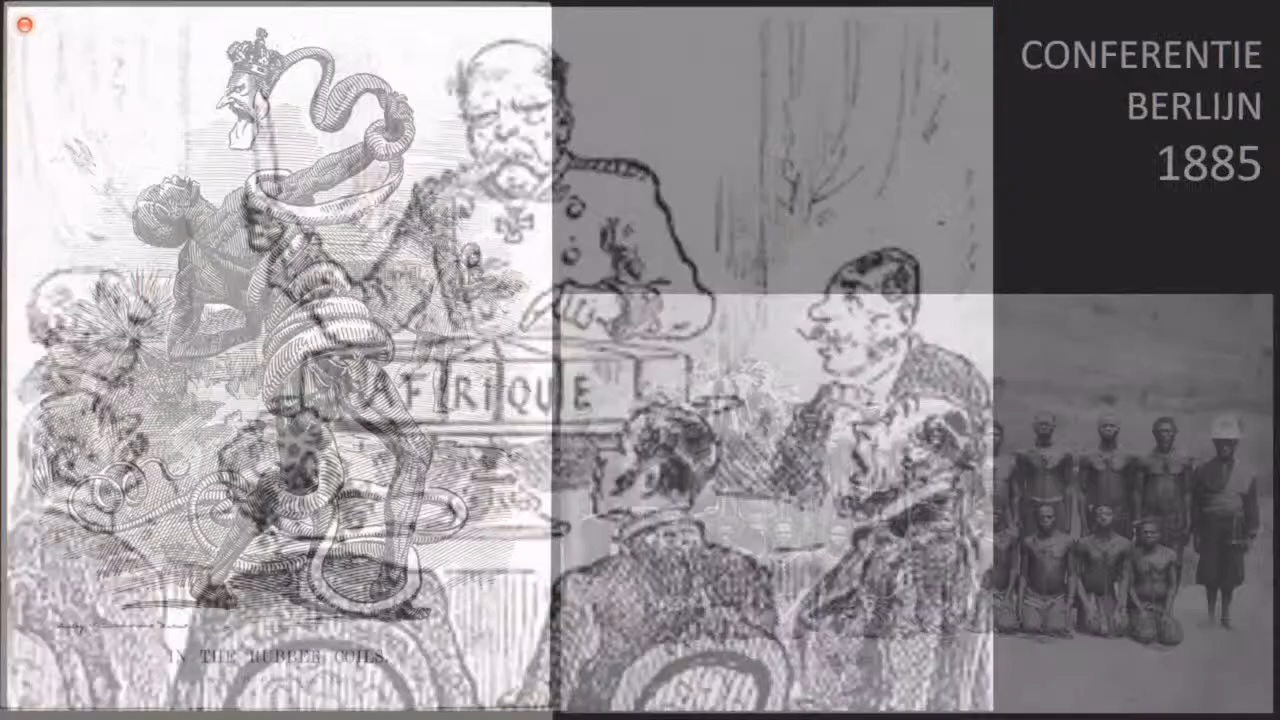 CONFERENTIE
BERLIJN
1885
AFRIQUE
IN THE RUBBER COILS.